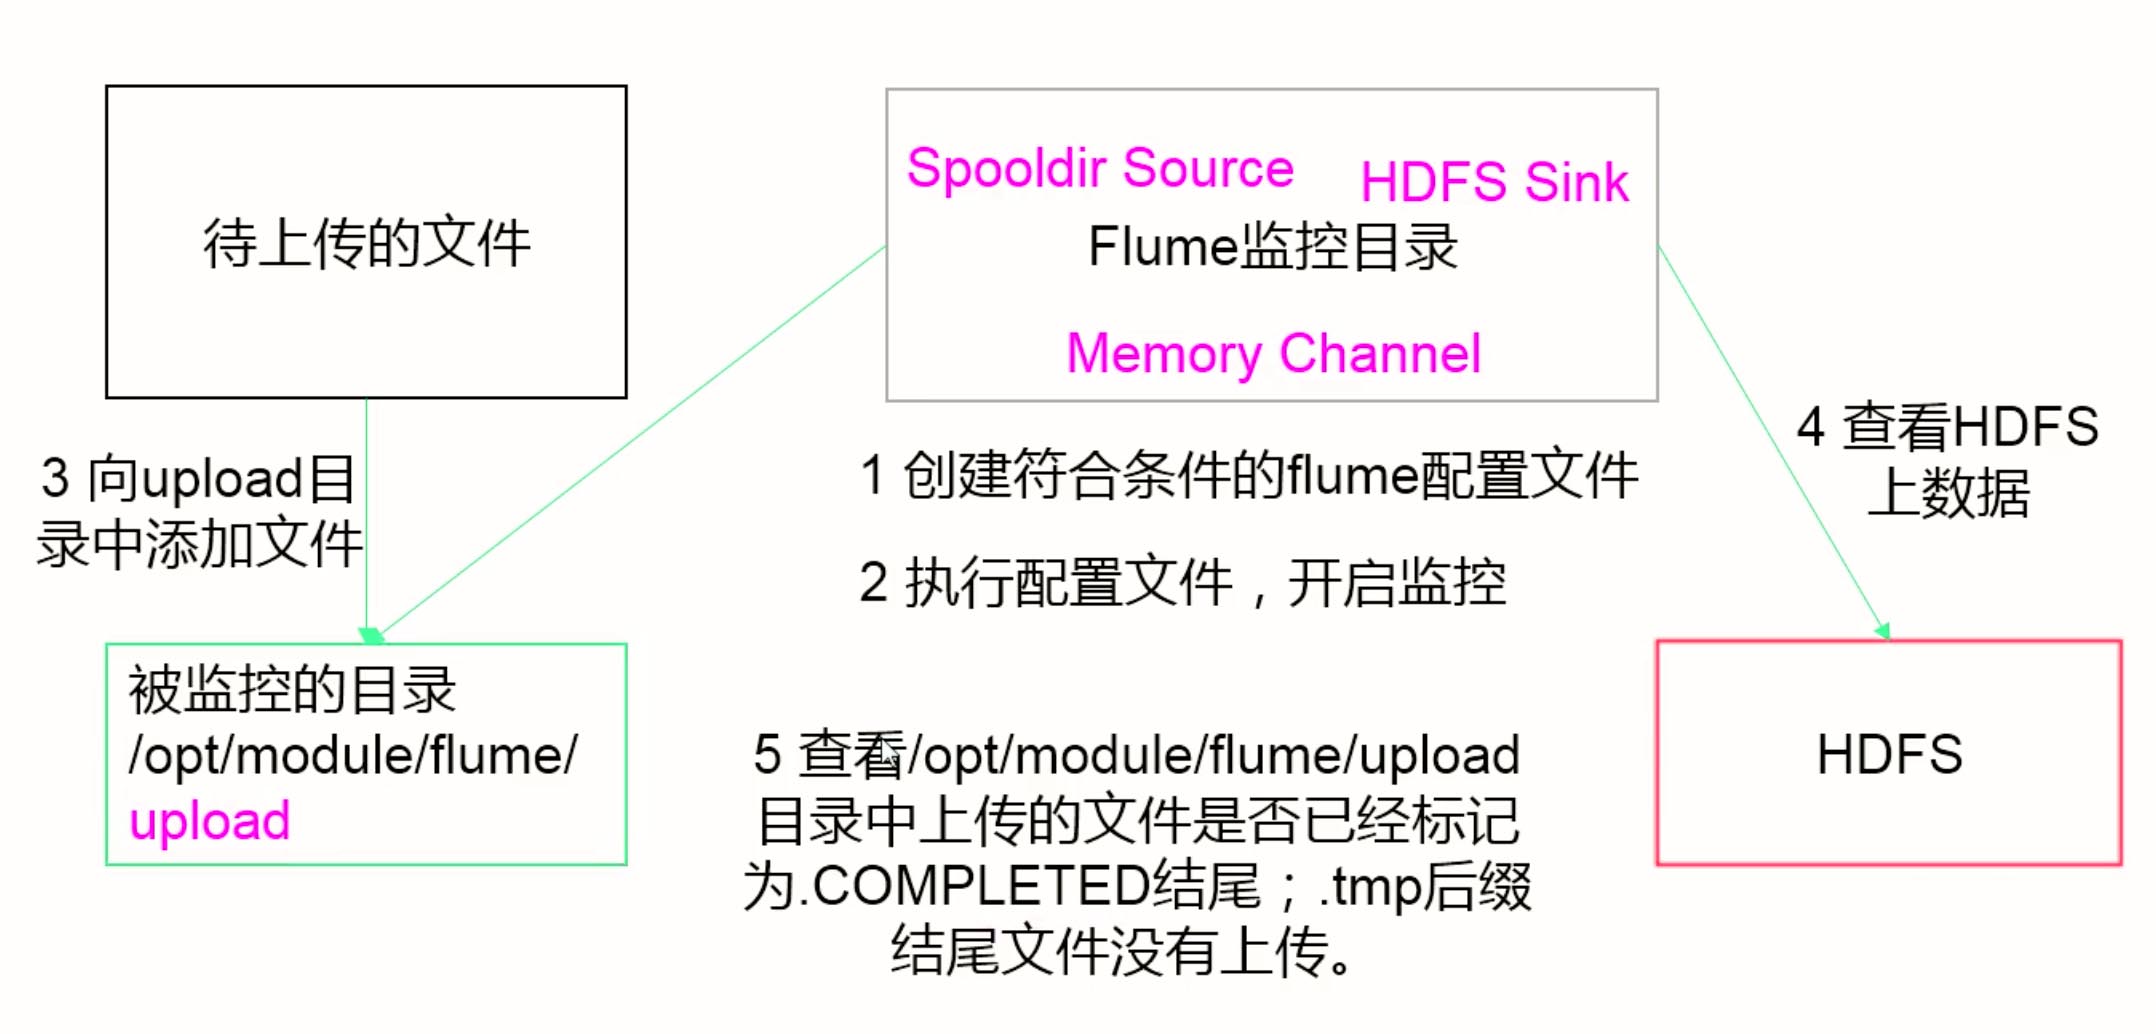 待上传的文件
Spooldir Source
HDFS Sink
Flume监控目录
Memory Channel
3 向upload目
录中添加文件
1 创建符合条件的flume配置文件
2 执行配置文件，开启监控
4 查看HDFS
上数据
被监控的目录
/opt/module/flume/
upload
5 查看/opt/module/flume/upload
目录中上传的文件是否已经标记
为.COMPLETED结尾；.tmp后缀
结尾文件没有上传。
HDFS